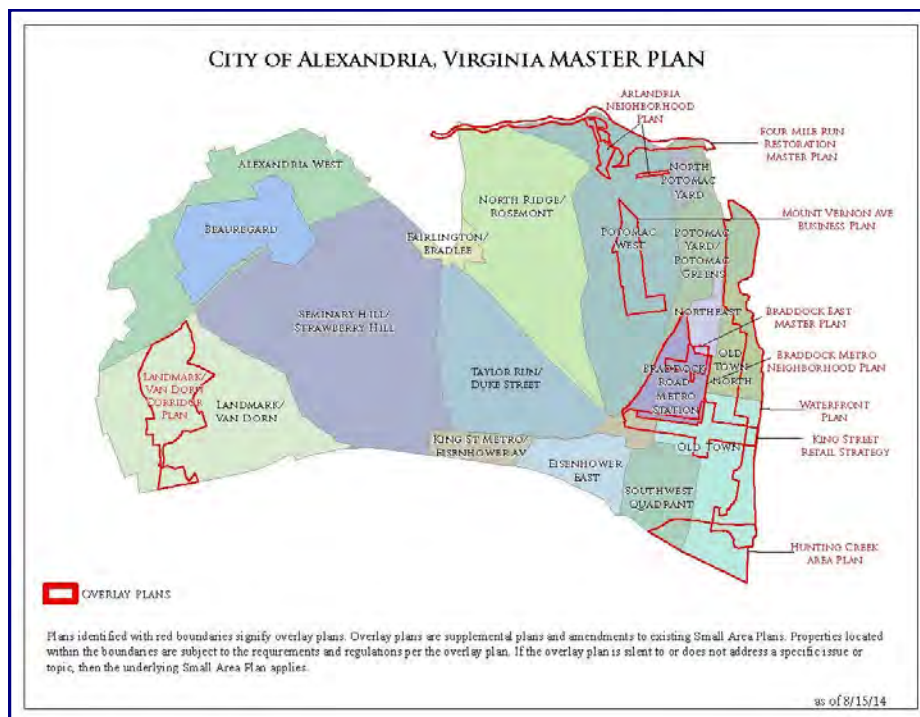 CITY OF ALEXANDRIA, VIRGINIA MASTER PLAN
ARLANDRIA
NEIGHBORHOOD
PLAN
FOUR MILE RUN
RESTORATION
MASTER PLAN
ALEXANDRIA WEST
NORTH
POTOMAC
YARD
NORTH RIDGE/
ROSEMONT
MOUNT VERNON AVE
BUSINESS PLAN
BEAUREGARD
FAIRLINGTON/
BRADLEE
POTOMAC
WEST
POTOMAC
YARD/
POTOMAC
GREENS
SEMINARY HILL/
STRAWBERRY HILL
NORTHEAST
BRADDOCK EAST
MASTER PLAN
BRADDOCK METRO
NEIGHBORHOOD PLAN
OLD
TOWN
NORTH
BRADDOCK
ROAD
METRO
STATION
TAYLOR RUN/
DUKE STREET
LANDMARK/
VAN DORN
CORRIDOR
PLAN
LANDMARK/
VAN DORN
WATERFRONT
PLAN
KING ST METRO/
EISENHOWER AV
OLD TOWN
KING STREET
RETAIL STRATEGY
EISENHOWER
EAST
SOUTHWEST
QUADRANT
HUNTING CREEK
AREA PLAN
OVERLAY PLANS
Plans identified with red boundaries signify overlay plans. Overlay plans are supplemental plans and amendments to existing Small Area Plans. Properties located
within the boundaries are subject to the requirements and regulations per the overlay plan. If the overlay plan is silent to or does not address a specific issue or
topic, then the underlying Small Area Plan applies.
as of 8/15/14